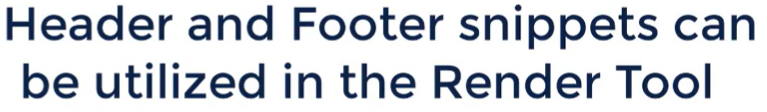 Header and Footer snippets can
be utilized in the Render Tool